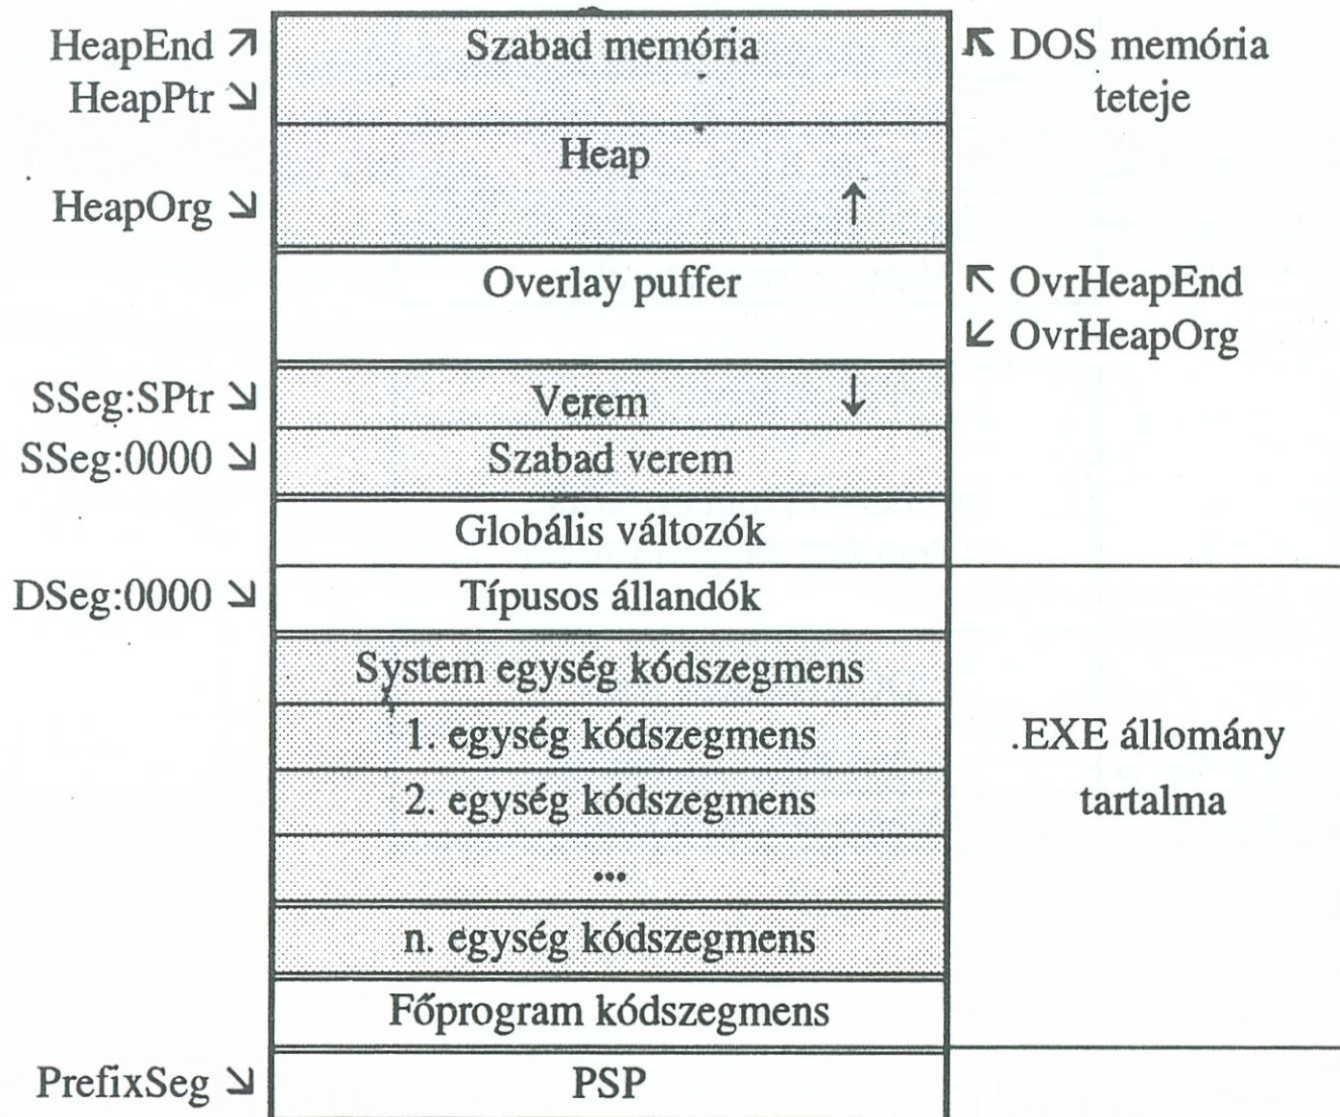 HeapEnd ↗ Szabad memória ↖ DOS memória
HeapPtr ↘ teteje
Heap
HeapOrg ↘ ↑
Overlay puffer ↖ OvrHeapEnd
↙ OvrHeapOrg
SSeg:SPtr ↘ Verem ↓
SSeg:0000 ↘ Szabad verem
Globális változók
DSeg:0000 ↘ Típusos állandók
System egység kódszegmens
1. egység kódszegmens .EXE állomány
2. egység kódszegmens tartalma
...
n. egység kódszegmens
Főprogram kódszegmens
PrefixSeg ↘ PSP